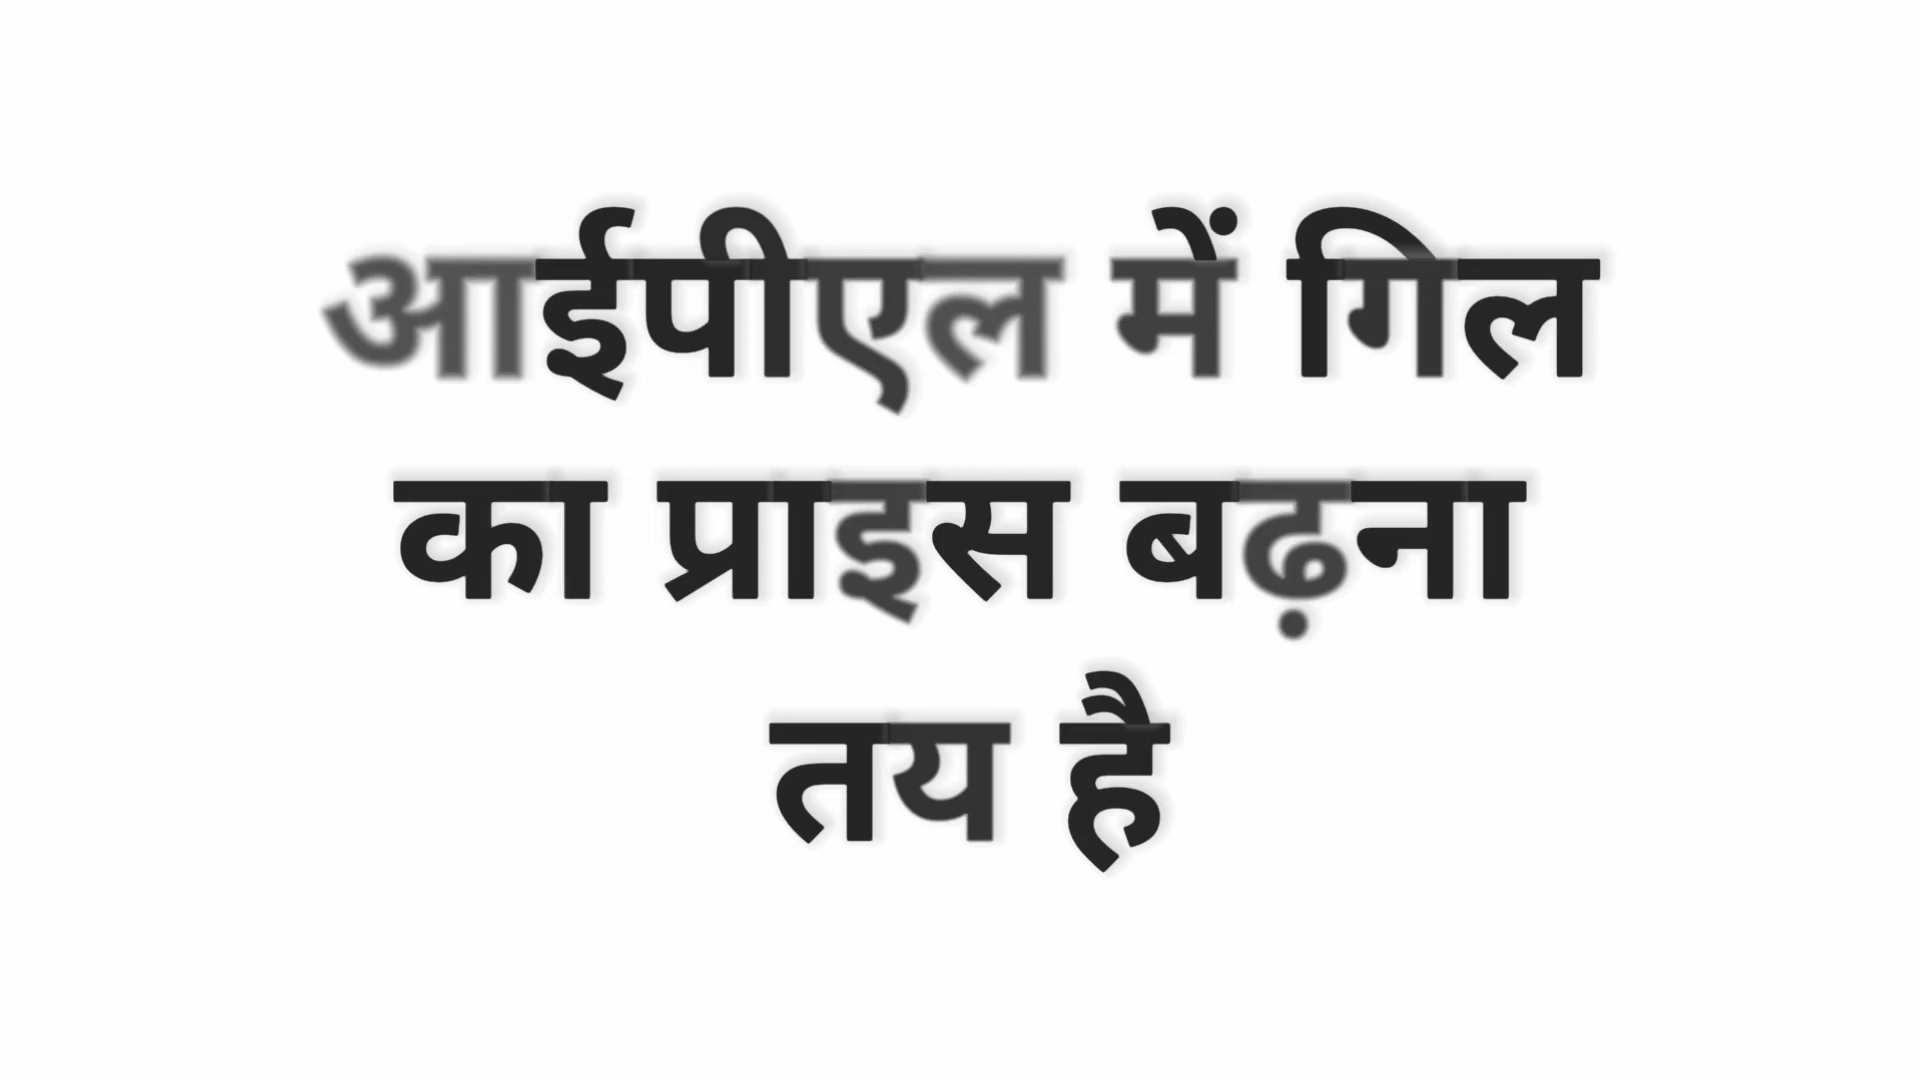 आईपीएल में गिल
का प्राइस बढ़ना
तय है